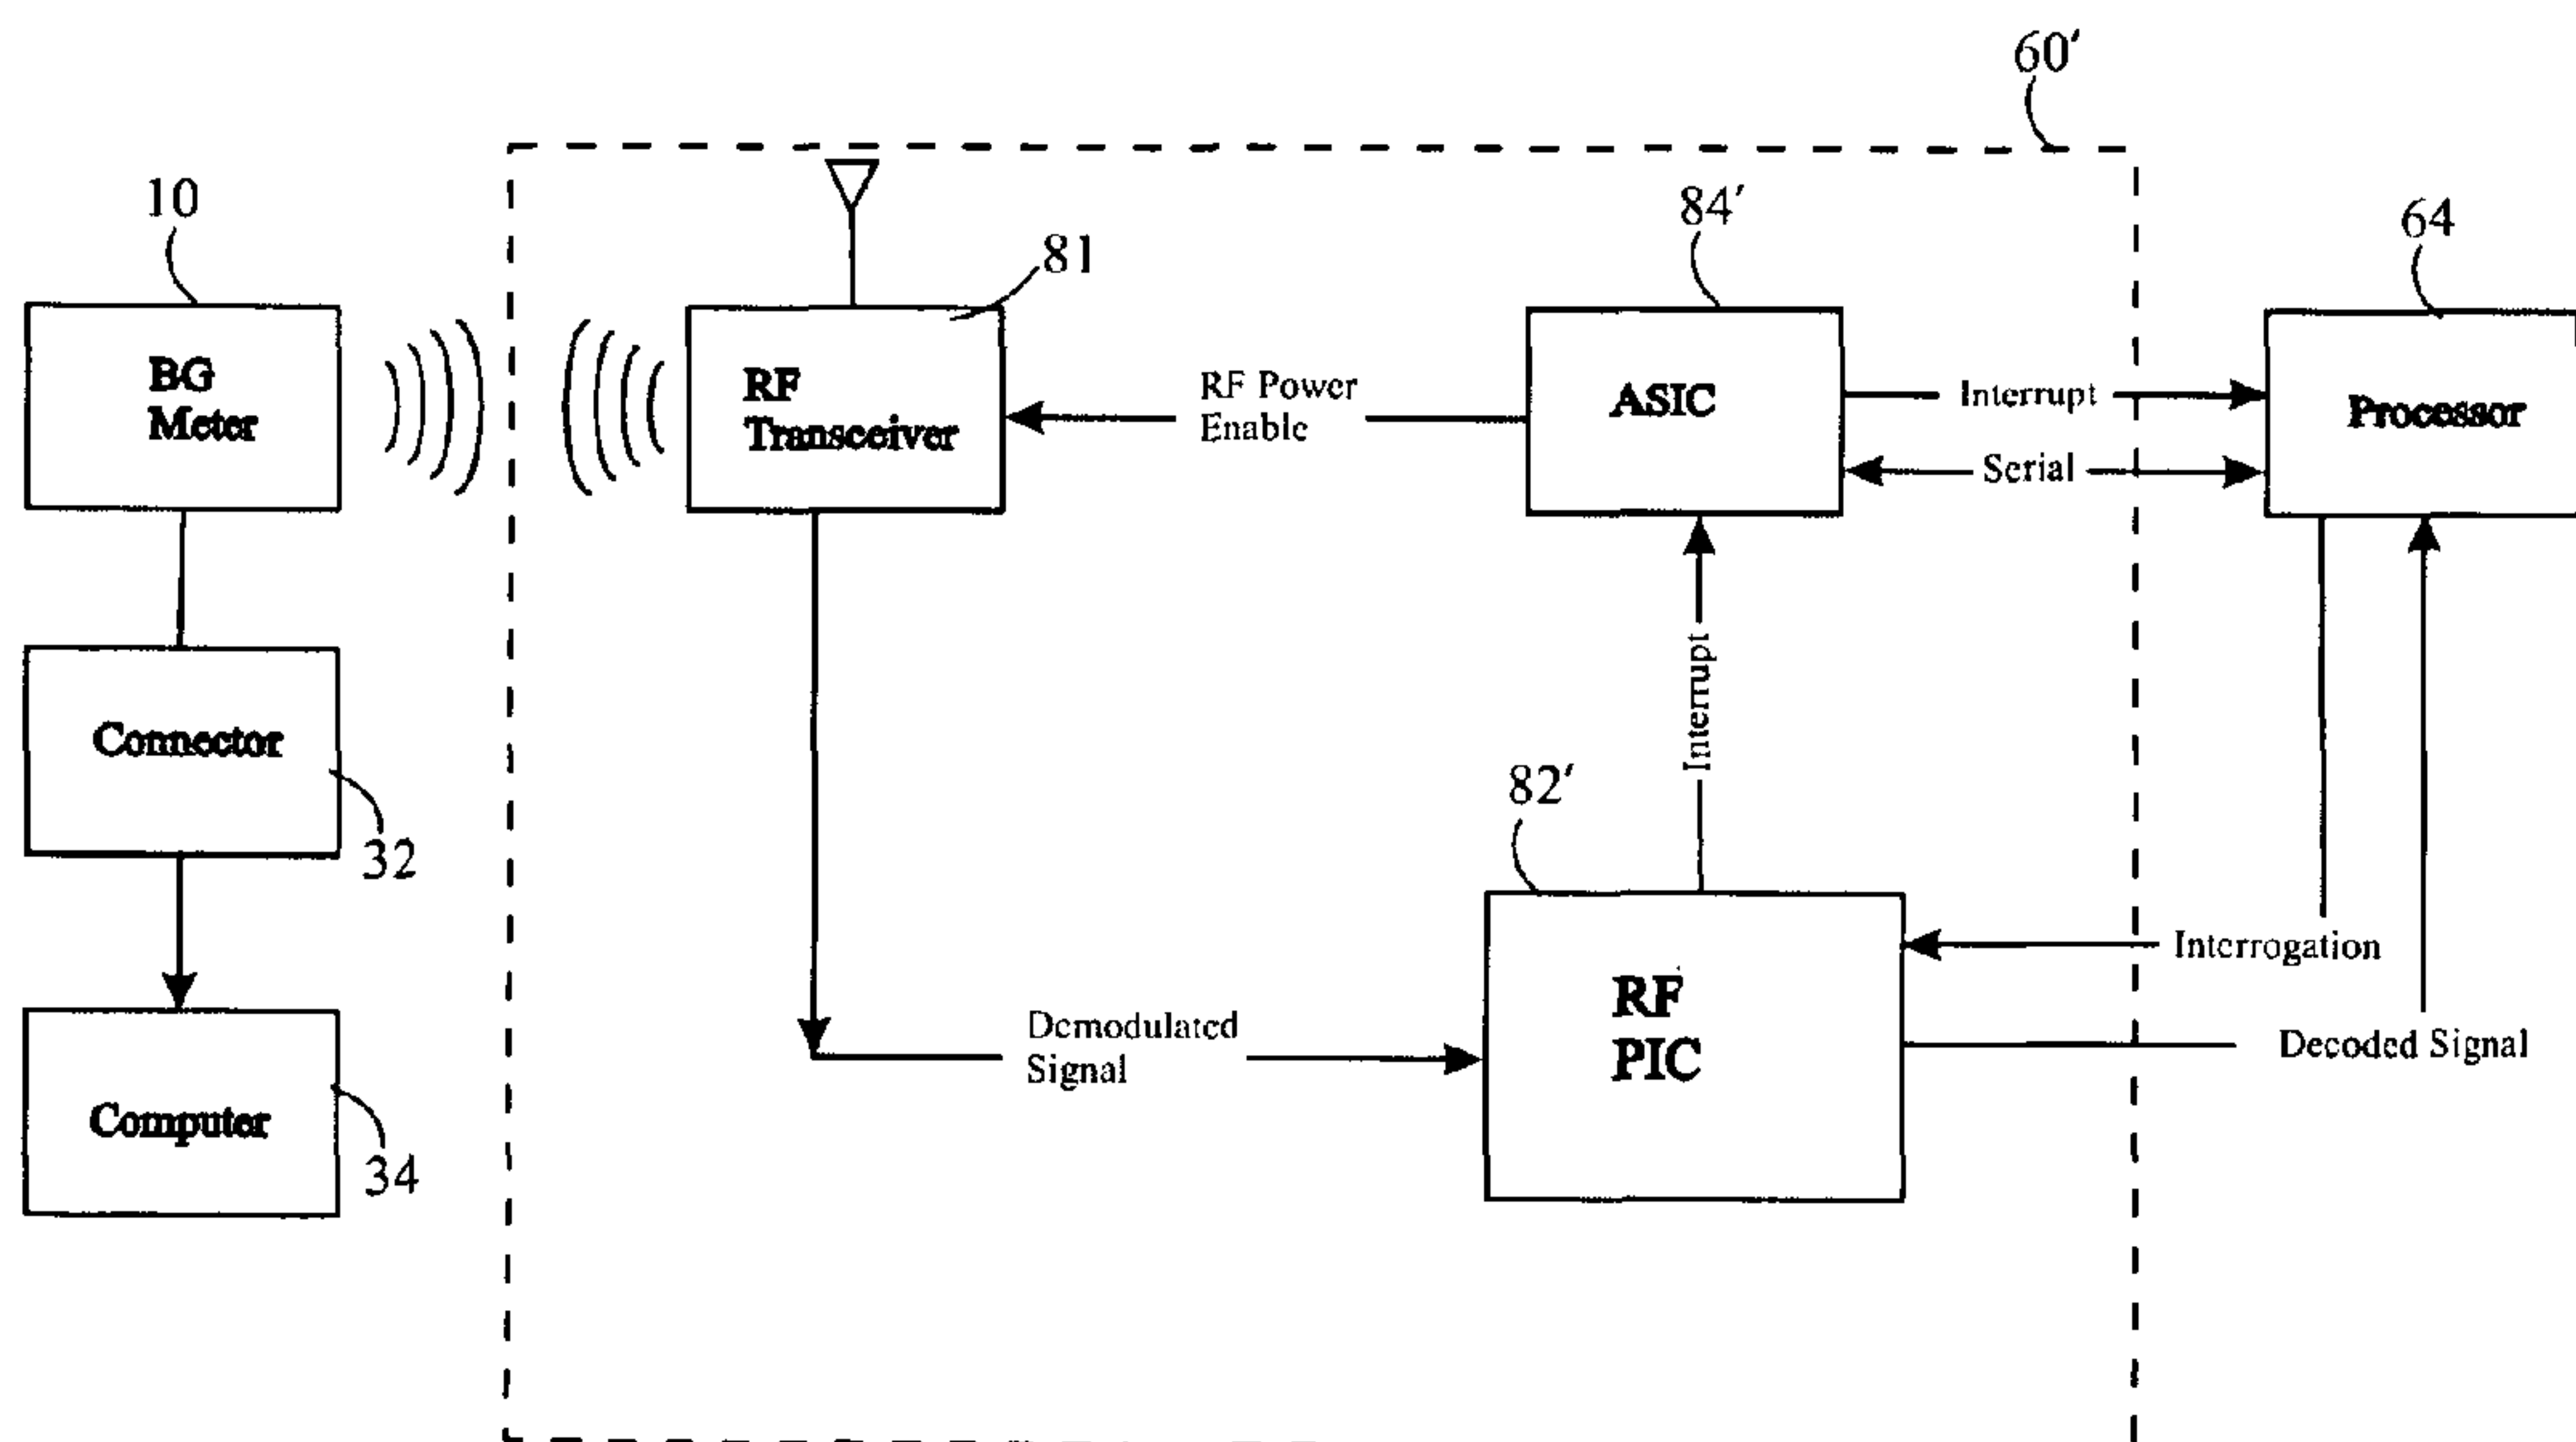 60′
10
84′
64
81
BG
Meter
RF
Transceiver
RF Power
Enable
ASIC
Interrupt
Serial
Processor
Interrupt
Connector
32
82′
Interrogation
RF
PIC
Demodulated
Signal
Decoded Signal
Computer
34